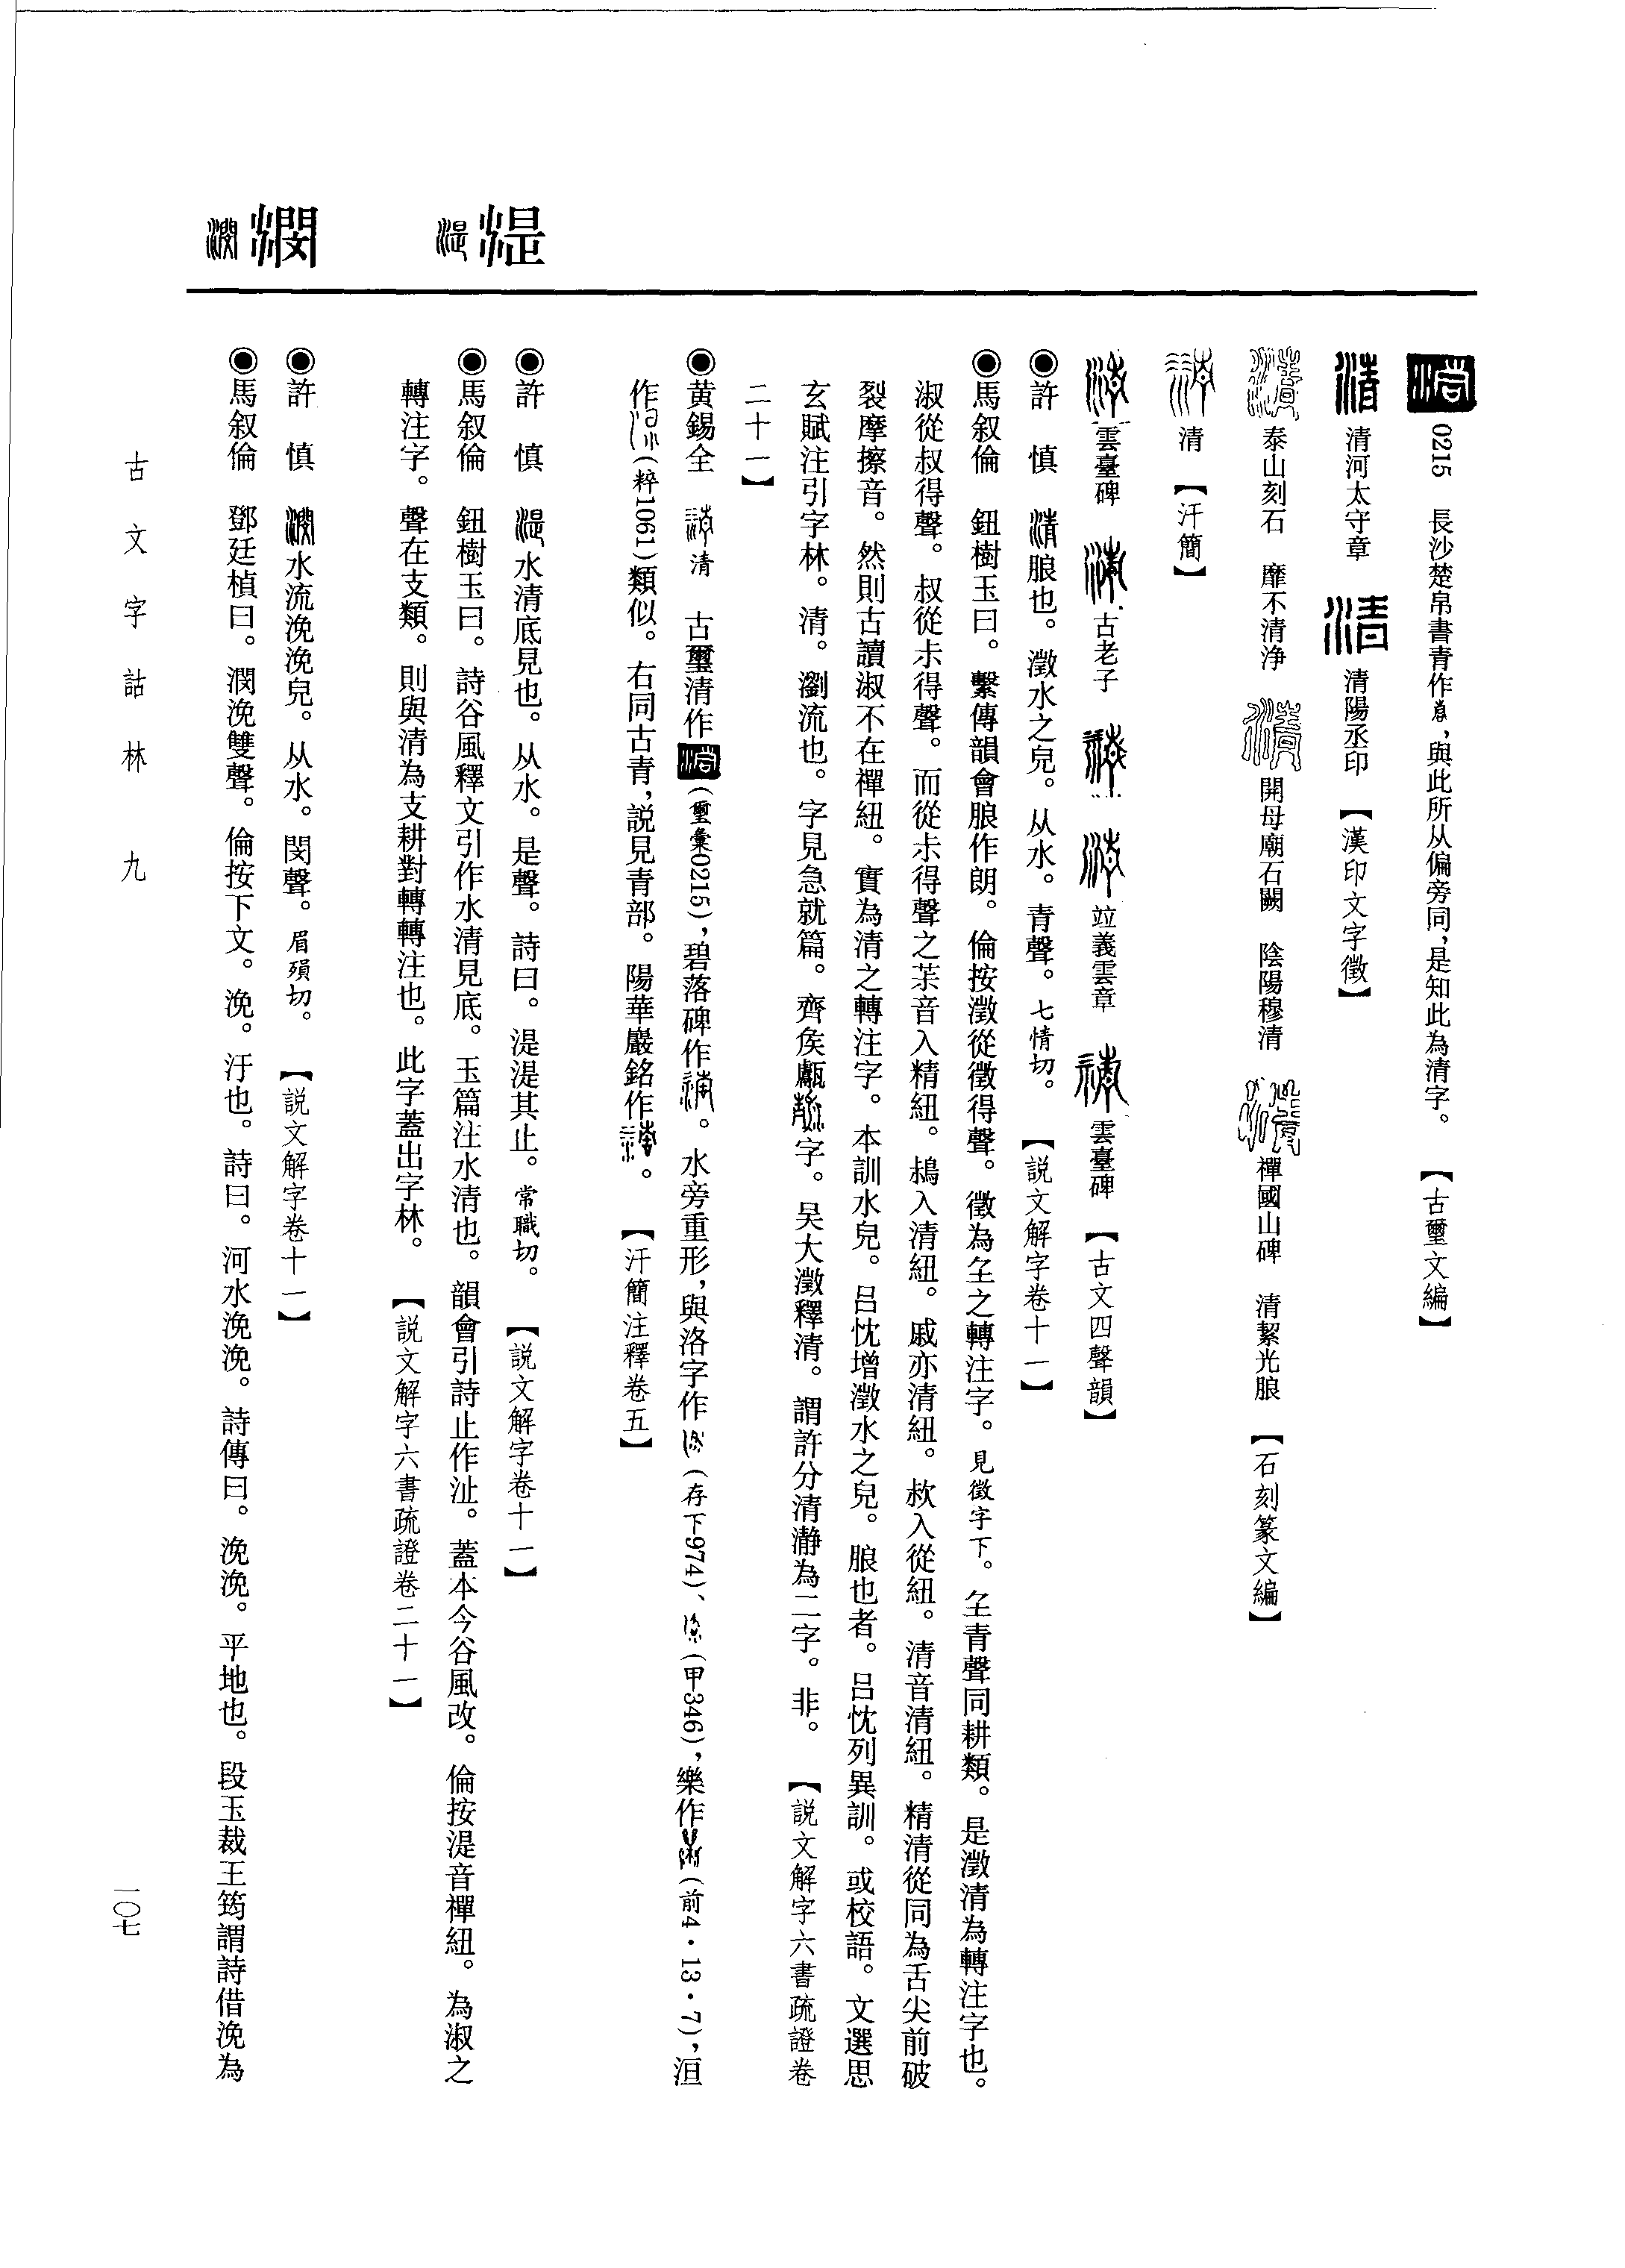 湜 湜
潣 潣
0215　長沙楚帛書青作，與此所从偏旁同，是知此為清字。　【古璽文編】
清河太守章　清陽丞印　【漢印文字徵】
泰山刻石　靡不清浄　開母廟石闕　陰陽穆清　禪國山碑　清絜光朖　【石刻篆文編】
清　【汗簡】
雲臺碑　古老子　竝義雲章　雲臺碑　【古文四聲韻】
◉許　慎　清朖也。澂水之皃。从水。青聲。七情切。　【説文解字卷十一】
◉馬叙倫　鈕樹玉曰。繫傳韻會朖作朗。倫按澂從徵得聲。徵為𡈼之轉注字。見徵字下。𡈼青聲同耕類。是澂清為轉注字也。
淑從叔得聲。叔從尗得聲。而從尗得聲之茮音入精紐。鵨入清紐。戚亦清紐。敊入從紐。清音清紐。精清從同為舌尖前破
裂摩擦音。然則古讀淑不在禪紐。實為清之轉注字。本訓水皃。吕忱增澂水之皃。朖也者。吕忱列異訓。或校語。文選思
玄賦注引字林。清。瀏流也。字見急就篇。齊矦甗字。吴大澂釋清。謂許分清瀞為二字。非。　【説文解字六書疏證卷
二十一】
◉黄錫全　清　古璽清作(璽彙0215)，碧落碑作。水旁重形，與洛字作(存下974)、(甲346)，樂作(前4·13·7)，洹
作(粹1061)類似。右同古青，説見青部。陽華巖銘作。　【汗簡注釋卷五】
◉許　慎　湜水清底見也。从水。是聲。詩曰。湜湜其止。常職切。　【説文解字卷十一】
◉馬叙倫　鈕樹玉曰。詩谷風釋文引作水清見底。玉篇注水清也。韻會引詩止作沚。蓋本今谷風改。倫按湜音禪紐。為淑之
轉注字。聲在支類。則與清為支耕對轉轉注也。此字蓋出字林。　【説文解字六書疏證卷二十一】
◉許　慎　潣水流浼浼皃。从水。閔聲。眉殞切。　【説文解字卷十一】
◉馬叙倫　鄧廷楨曰。潣浼雙聲。倫按下文。浼。汙也。詩曰。河水浼浼。詩傳曰。浼浼。平地也。段玉裁王筠謂詩借浼為
古文字詁林　九
一〇七